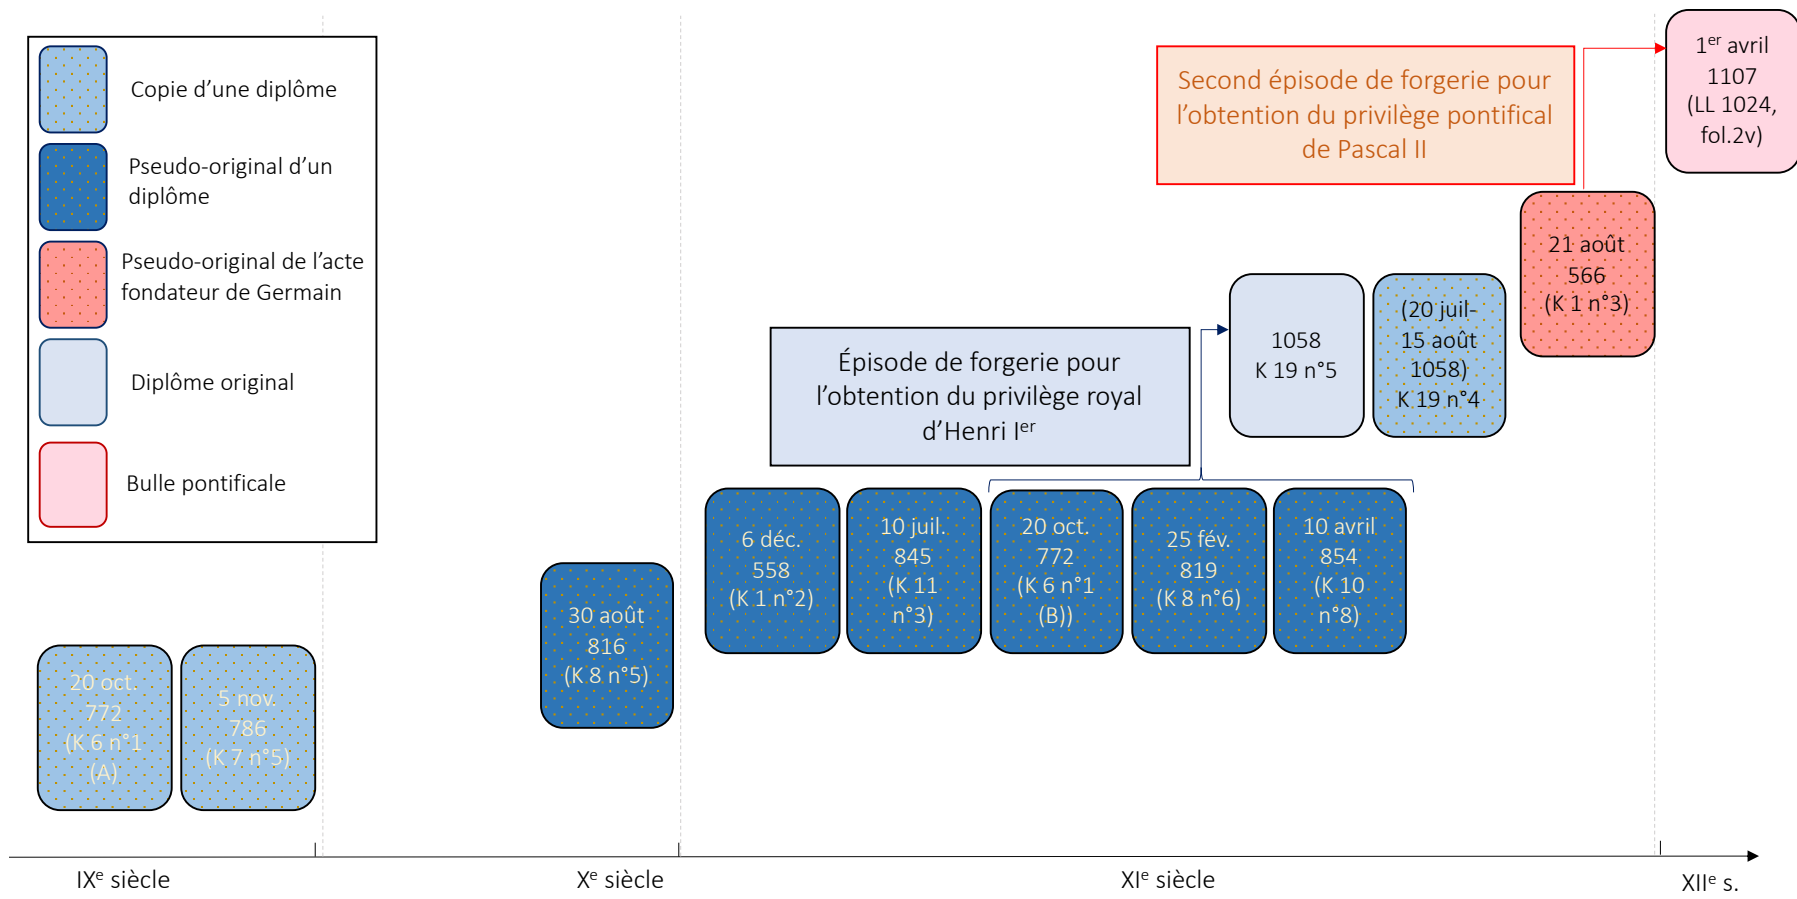 Copie d’une diplôme
Pseudo-original d’un
diplôme
Pseudo-original de l’acte
fondateur de Germain
Diplôme original
Bulle pontificale
1er avril
1107
(LL 1024,
fol.2v)
Second épisode de forgerie pour
l’obtention du privilège pontifical
de Pascal II
21 août
566
(K 1 n°3)
1058
K 19 n°5
(20 juil-
15 août
1058)
K 19 n°4
Épisode de forgerie pour
l’obtention du privilège royal
d’Henri Ier
6 déc.
558
(K 1 n°2)
10 juil.
845
(K 11
n°3)
20 oct.
772
(K 6 n°1
(B))
25 fév.
819
(K 8 n°6)
10 avril
854
(K 10
n°8)
30 août
816
(K 8 n°5)
20 oct.
772
(K 6 n°1
(A)
5 nov.
786
(K 7 n°5)
IXe siècle
Xe siècle
XIe siècle
XIIe s.